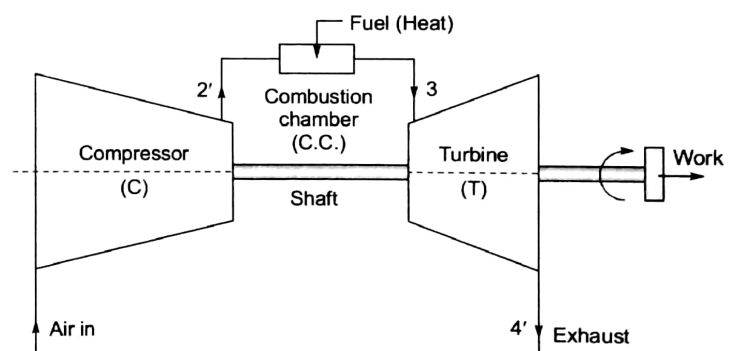 Fuel (Heat)
2′
3
Combustion
chamber
(C.C.)
Compressor
(C)
Turbine
(T)
Work
Shaft
Air in
4′
Exhaust